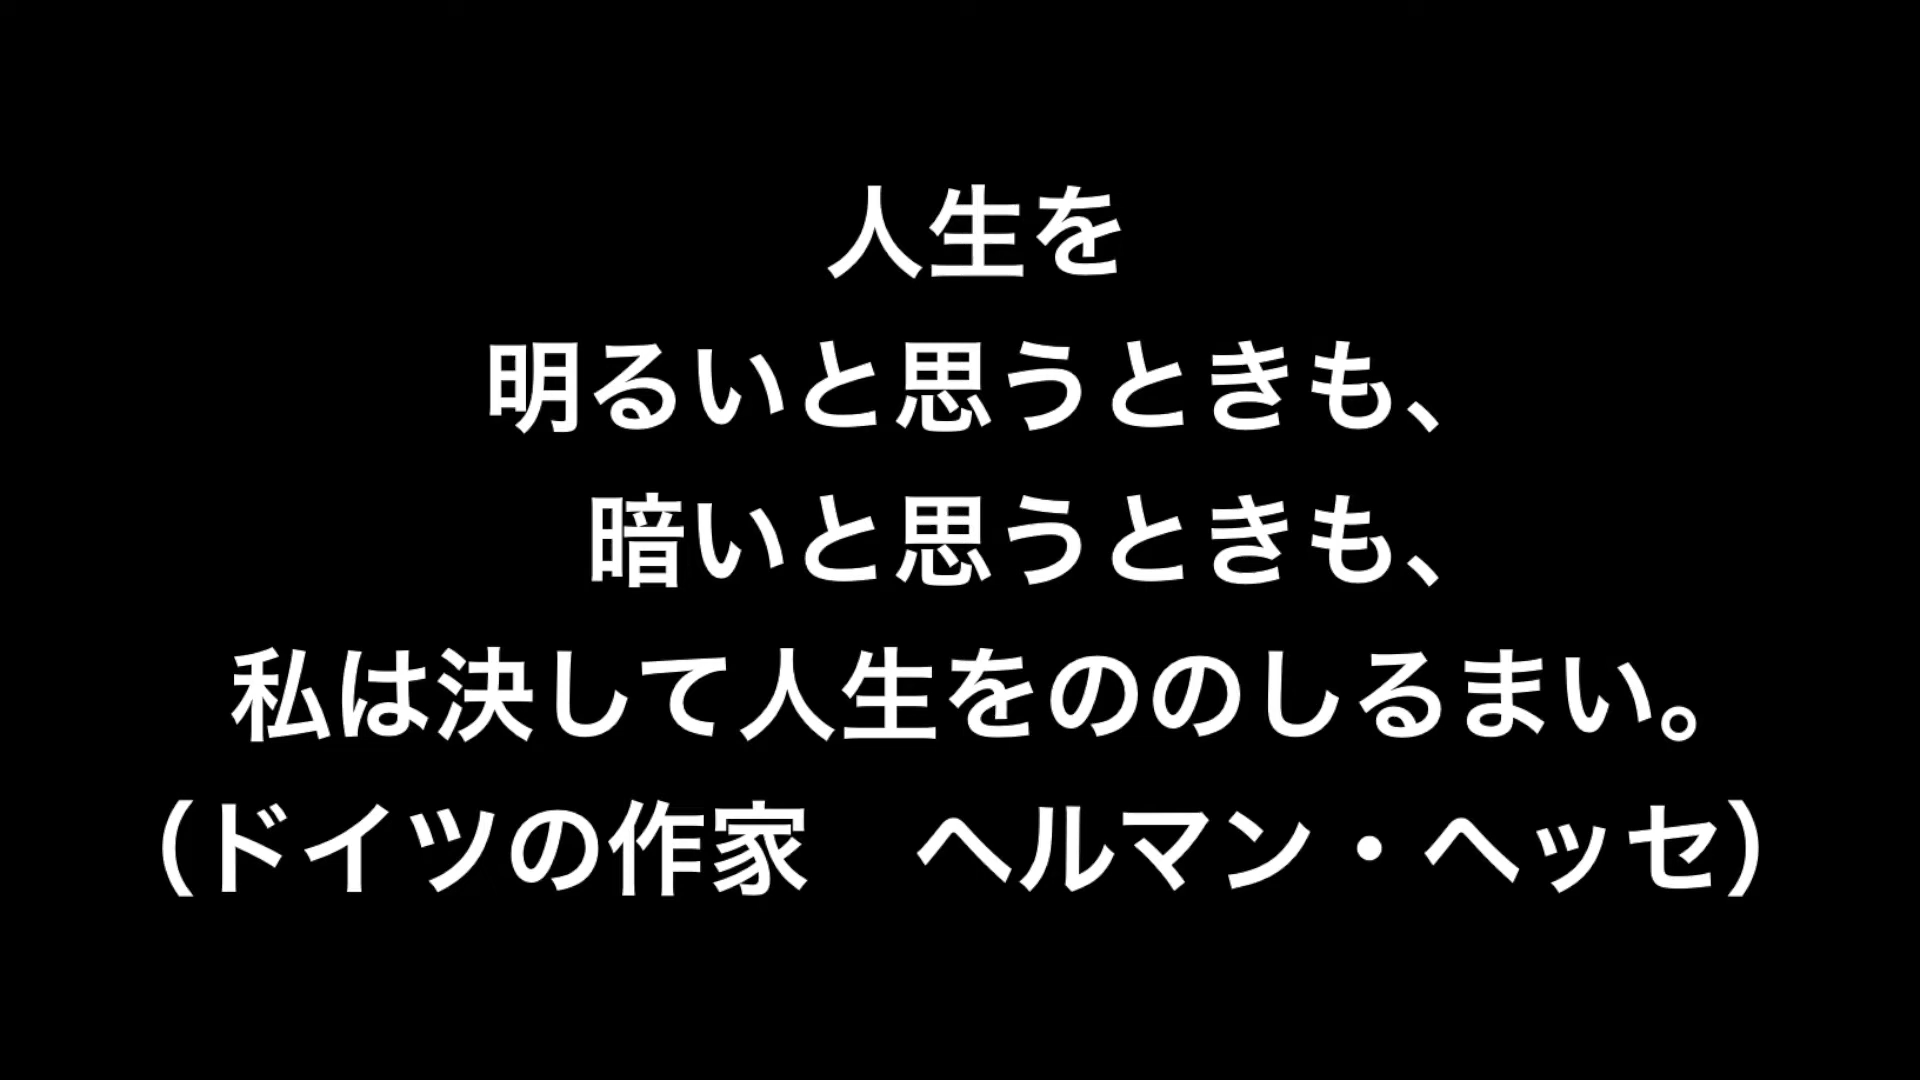 人生を
明るいと思うときも、
暗いと思うときも、
私は決して人生をののしるまい。
（ドイツの作家　ヘルマン・ヘッセ）